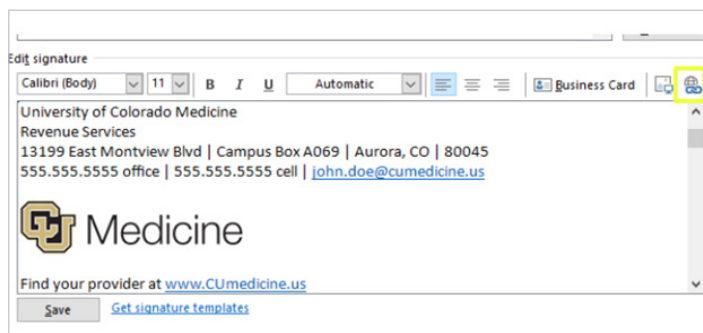 Edit signature
Calibri (Body) 11 B I U Automatic Business Card
University of Colorado Medicine
Revenue Services
13199 East Montview Blvd | Campus Box A069 | Aurora, CO | 80045
555.555.5555 office | 555.555.5555 cell | john.doe@cumedicine.us
CU Medicine
Find your provider at www.CUmedicine.us
Save Get signature templates